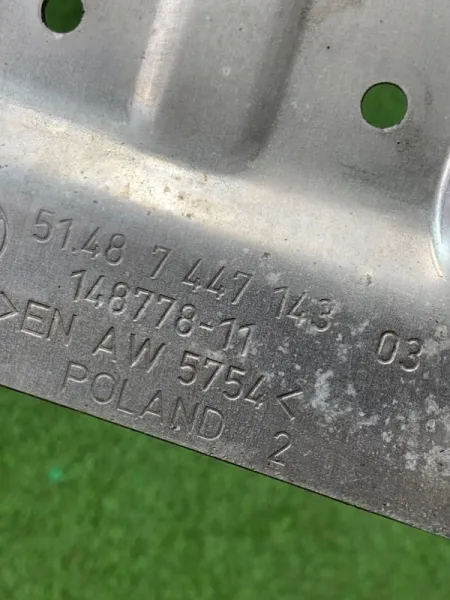 51.48 7 447 143 03
148778-11
>EN AW 5754<
POLAND 2